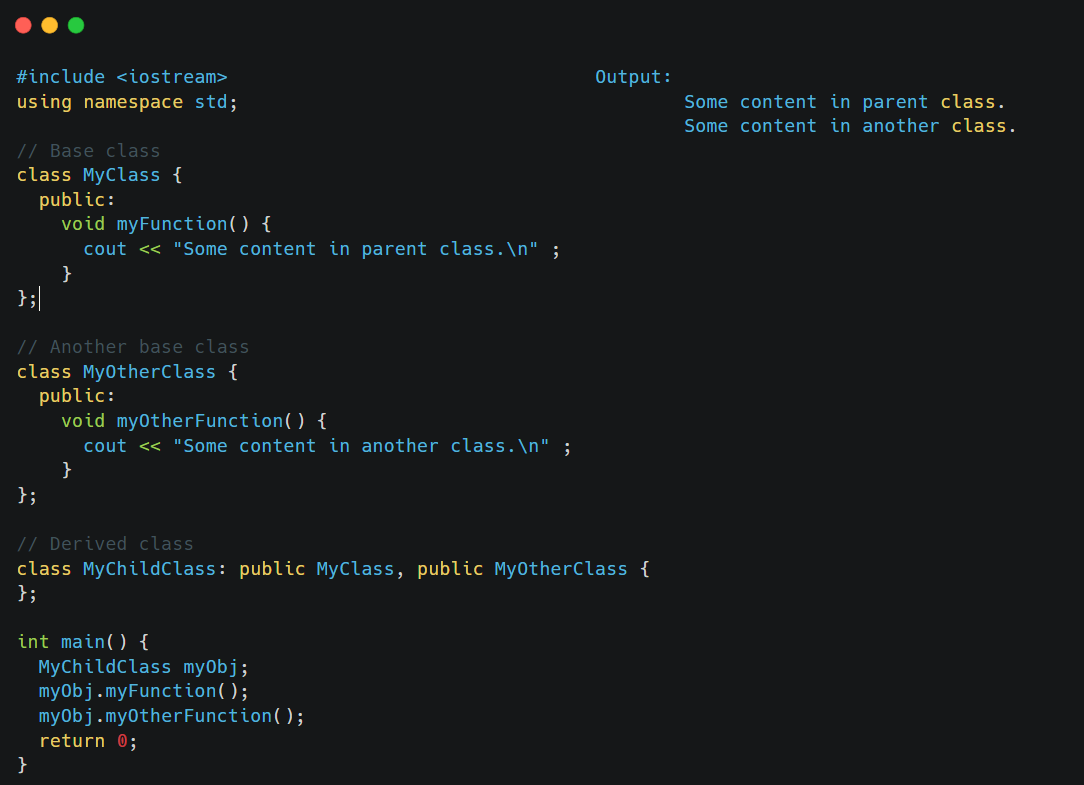 #include <iostream>
using namespace std;
// Base class
class MyClass {
  public:
    void myFunction() {
      cout << "Some content in parent class.\n" ;
    }
};
// Another base class
class MyOtherClass {
  public:
    void myOtherFunction() {
      cout << "Some content in another class.\n" ;
    }
};
// Derived class
class MyChildClass: public MyClass, public MyOtherClass {
};
int main() {
  MyChildClass myObj;
  myObj.myFunction();
  myObj.myOtherFunction();
  return 0;
}
Output:
Some content in parent class.
Some content in another class.